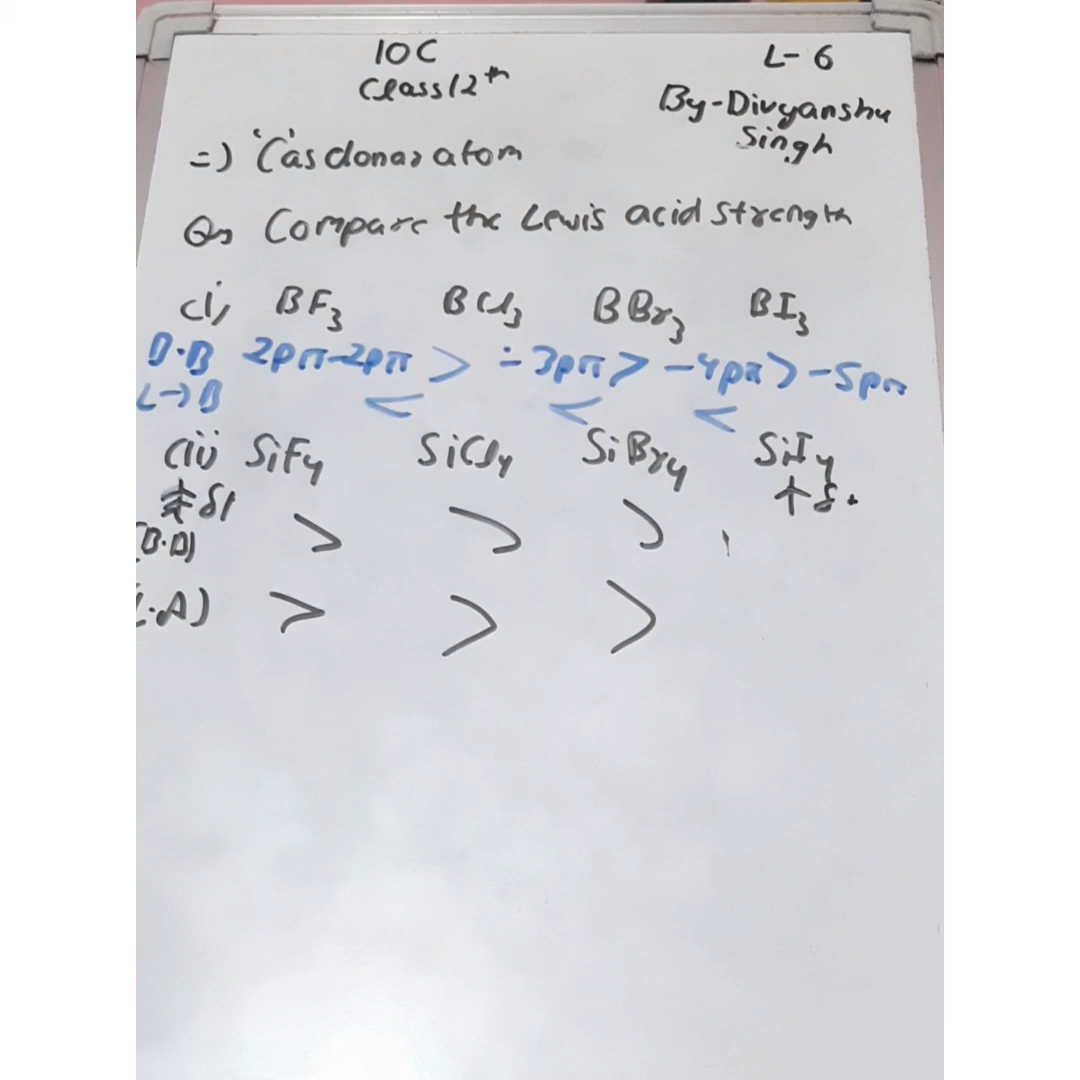 IOC L-6
Class 12th By-Divyanshu
Singh
=) 'C' as donar atom
Qs Compare the Lewis acid strength
(i) BF3 BCl3 BBr3 BI3
B.B 2pπ-2pπ > -3pπ > -4pπ > -5pπ
L→B < < <
(ii) SiF4 SiCl4 SiBr4 SiI4
δ+ +δ.
(B.B) > > >
L.A) > > >